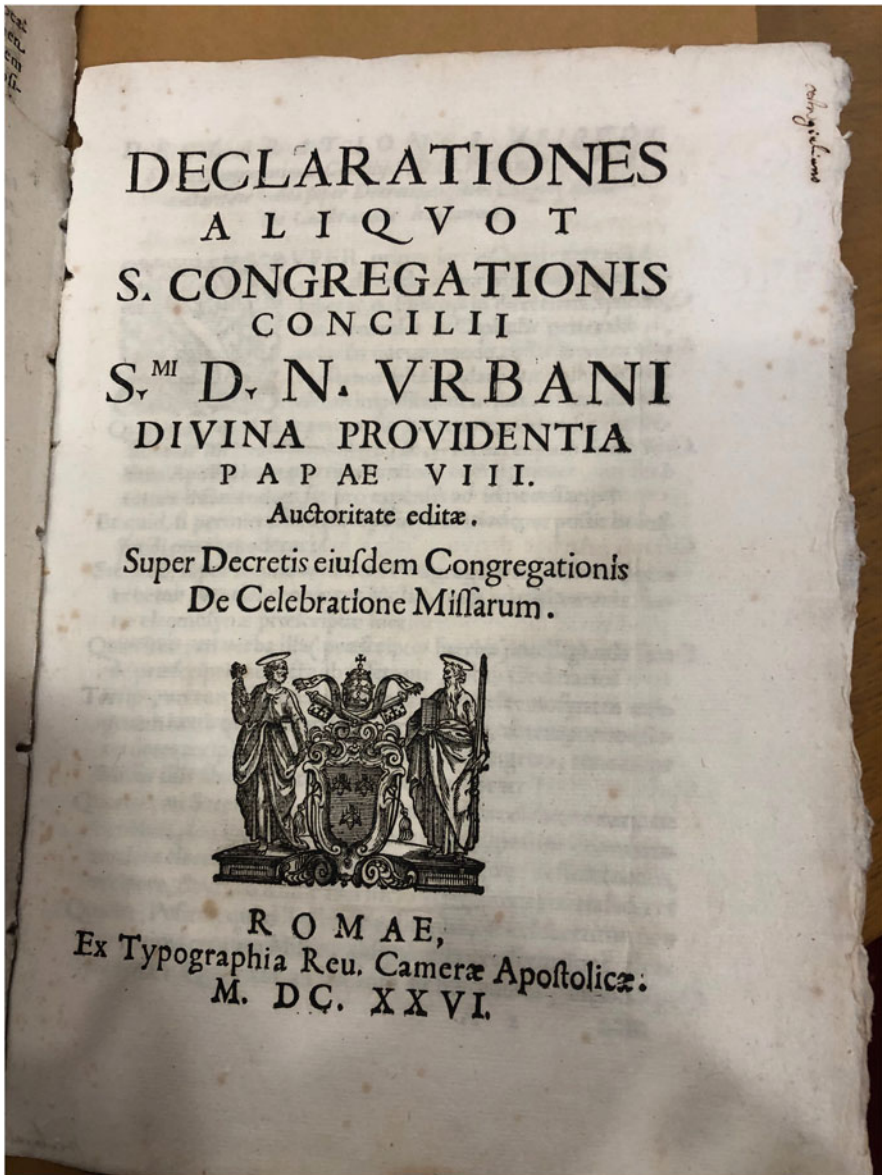 DECLARATIONES
ALIQVOT
S. CONGREGATIONIS
CONCILII
S.MI D. N. VRBANI
DIVINA PROVIDENTIA
PAPAE VIII.
Auctoritate editæ.
Super Decretis eiuſdem Congregationis
De Celebratione Miſſarum.
ROMAE,
Ex Typographia Reu. Cameræ Apoſtolicæ.
M. DC. XXVI.